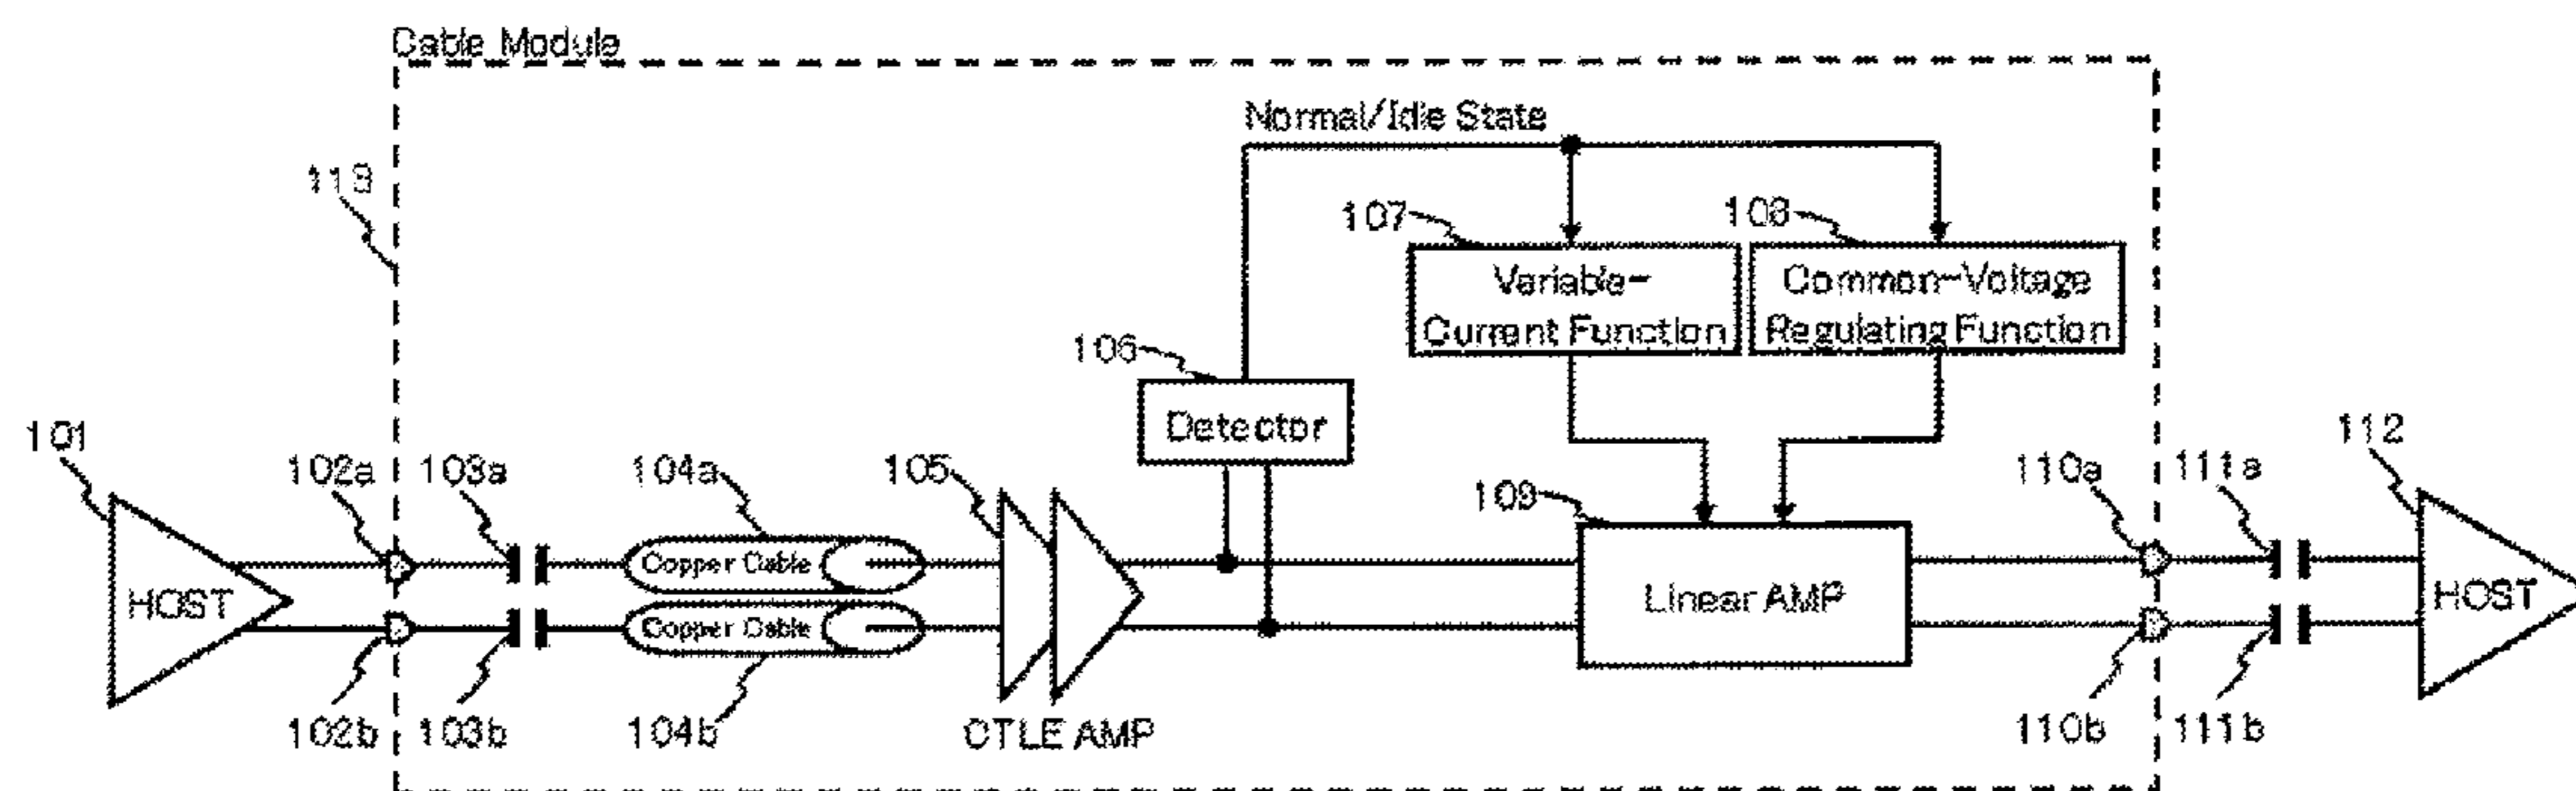 Cable Module
Normal/Idle State
113
107
108
Variable-
Current Function
Common-Voltage
Regulating Function
106
Detector
101
102a
103a
104a
105
109
110a
111a
112
HOST
Copper Cable
Copper Cable
Linear AMP
HOST
102b
103b
104b
CTLE AMP
110b
111b